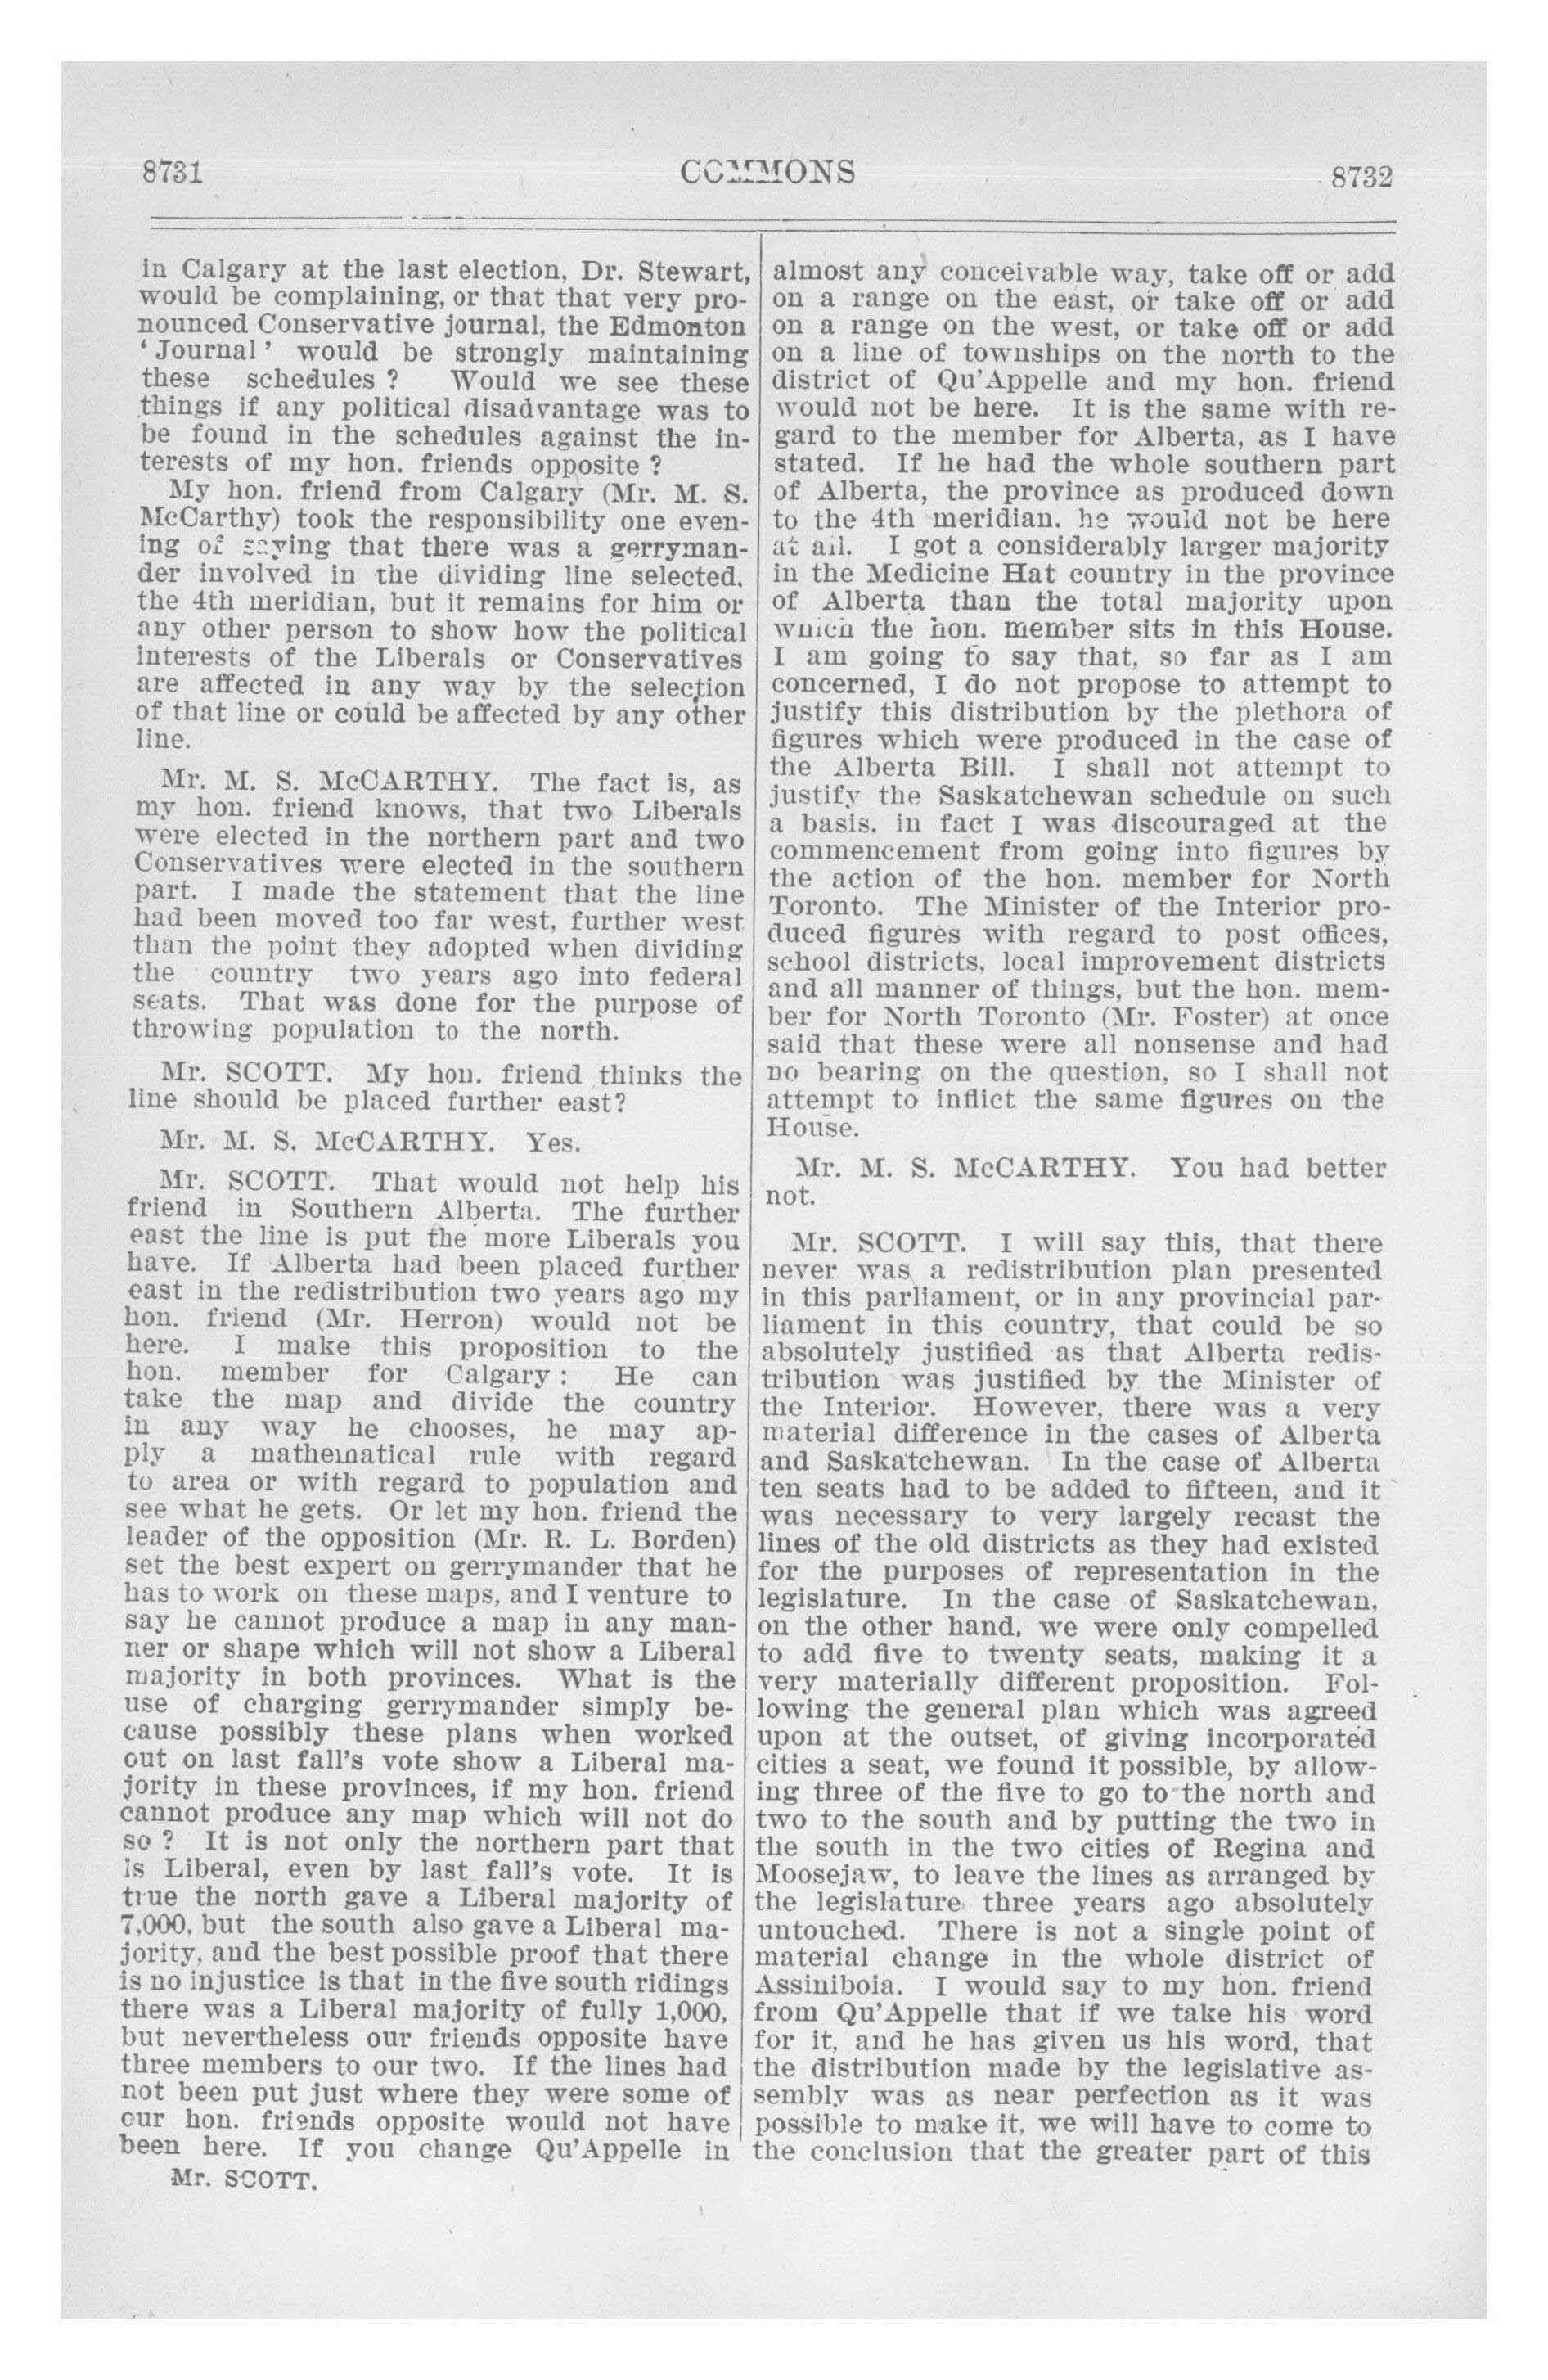 8731
COMMONS
8732
in Calgary at the last election, Dr. Stewart,
would be complaining, or that that very pro-
nounced Conservative journal, the Edmonton
‘ Journal ’ would be strongly maintaining
these schedules ? Would we see these
things if any political disadvantage was to
be found in the schedules against the in-
terests of my hon. friends opposite ?
My hon. friend from Calgary (Mr. M. S.
McCarthy) took the responsibility one even-
ing of saying that there was a gerryman-
der involved in the dividing line selected,
the 4th meridian, but it remains for him or
any other person to show how the political
interests of the Liberals or Conservatives
are affected in any way by the selection
of that line or could be affected by any other
line.
Mr. M. S. McCARTHY. The fact is, as
my hon. friend knows, that two Liberals
were elected in the northern part and two
Conservatives were elected in the southern
part. I made the statement that the line
had been moved too far west, further west
than the point they adopted when dividing
the country two years ago into federal
seats. That was done for the purpose of
throwing population to the north.
Mr. SCOTT. My hon. friend thinks the
line should be placed further east?
Mr. M. S. McCARTHY. Yes.
Mr. SCOTT. That would not help his
friend in Southern Alberta. The further
east the line is put the more Liberals you
have. If Alberta had been placed further
east in the redistribution two years ago my
hon. friend (Mr. Herron) would not be
here. I make this proposition to the
hon. member for Calgary : He can
take the map and divide the country
in any way he chooses, he may ap-
ply a mathematical rule with regard
to area or with regard to population and
see what he gets. Or let my hon. friend the
leader of the opposition (Mr. R. L. Borden)
set the best expert on gerrymander that he
has to work on these maps, and I venture to
say he cannot produce a map in any man-
ner or shape which will not show a Liberal
majority in both provinces. What is the
use of charging gerrymander simply be-
cause possibly these plans when worked
out on last fall's vote show a Liberal ma-
jority in these provinces, if my hon. friend
cannot produce any map which will not do
so ? It is not only the northern part that
is Liberal, even by last fall's vote. It is
true the north gave a Liberal majority of
7,000, but the south also gave a Liberal ma-
jority, and the best possible proof that there
is no injustice is that in the five south ridings
there was a Liberal majority of fully 1,000,
but nevertheless our friends opposite have
three members to our two. If the lines had
not been put just where they were some of
our hon. friends opposite would not have
been here. If you change Qu'Appelle in
Mr. SCOTT.
almost any conceivable way, take off or add
on a range on the east, or take off or add
on a range on the west, or take off or add
on a line of townships on the north to the
district of Qu'Appelle and my hon. friend
would not be here. It is the same with re-
gard to the member for Alberta, as I have
stated. If he had the whole southern part
of Alberta, the province as produced down
to the 4th meridian. he would not be here
at all. I got a considerably larger majority
in the Medicine Hat country in the province
of Alberta than the total majority upon
which the hon. member sits in this House.
I am going to say that, so far as I am
concerned, I do not propose to attempt to
justify this distribution by the plethora of
figures which were produced in the case of
the Alberta Bill. I shall not attempt to
justify the Saskatchewan schedule on such
a basis. in fact I was discouraged at the
commencement from going into figures by
the action of the hon. member for North
Toronto. The Minister of the Interior pro-
duced figures with regard to post offices,
school districts, local improvement districts
and all manner of things, but the hon. mem-
ber for North Toronto (Mr. Foster) at once
said that these were all nonsense and had
no bearing on the question, so I shall not
attempt to inflict the same figures on the
House.
Mr. M. S. McCARTHY. You had better
not.
Mr. SCOTT. I will say this, that there
never was a redistribution plan presented
in this parliament, or in any provincial par-
liament in this country, that could be so
absolutely justified as that Alberta redis-
tribution was justified by the Minister of
the Interior. However, there was a very
material difference in the cases of Alberta
and Saskatchewan. In the case of Alberta
ten seats had to be added to fifteen, and it
was necessary to very largely recast the
lines of the old districts as they had existed
for the purposes of representation in the
legislature. In the case of Saskatchewan,
on the other hand, we were only compelled
to add five to twenty seats, making it a
very materially different proposition. Fol-
lowing the general plan which was agreed
upon at the outset, of giving incorporated
cities a seat, we found it possible, by allow-
ing three of the five to go to the north and
two to the south and by putting the two in
the south in the two cities of Regina and
Moosejaw, to leave the lines as arranged by
the legislature three years ago absolutely
untouched. There is not a single point of
material change in the whole district of
Assiniboia. I would say to my hon. friend
from Qu'Appelle that if we take his word
for it, and he has given us his word, that
the distribution made by the legislative as-
sembly was as near perfection as it was
possible to make it, we will have to come to
the conclusion that the greater part of this